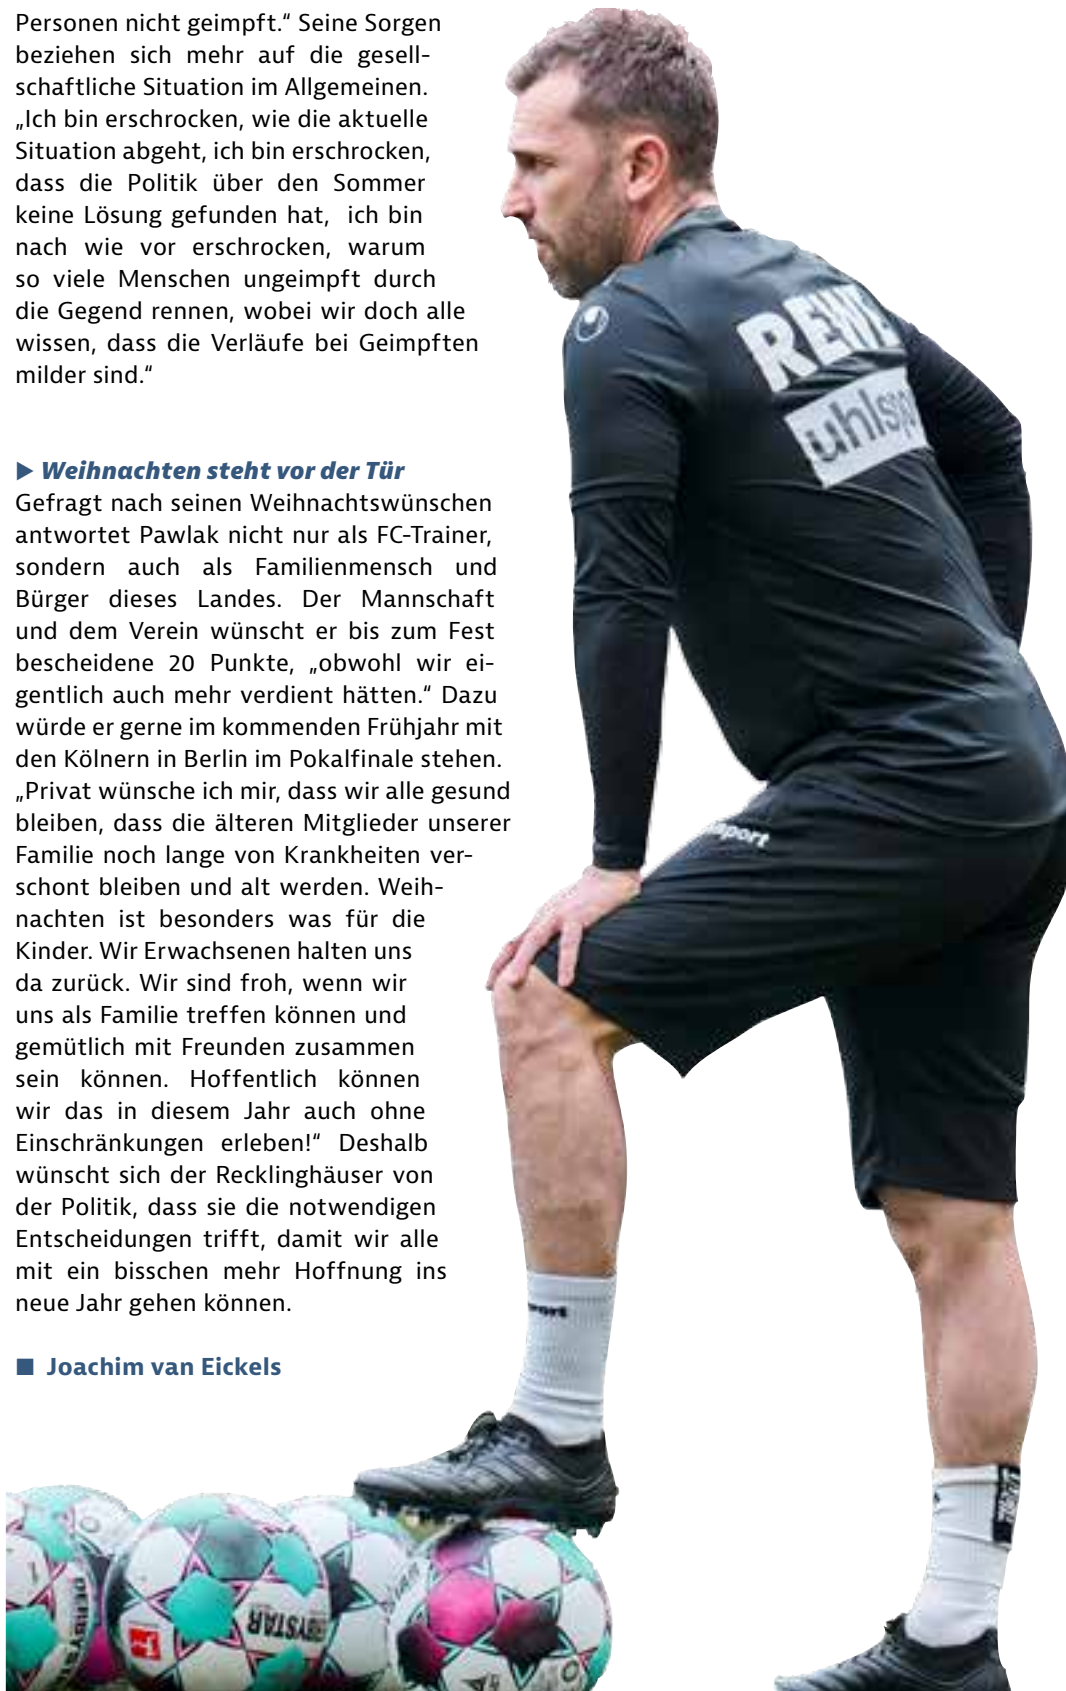 Personen nicht geimpft.“ Seine Sorgen
beziehen sich mehr auf die gesell-
schaftliche Situation im Allgemeinen.
„Ich bin erschrocken, wie die aktuelle
Situation abgeht, ich bin erschrocken,
dass die Politik über den Sommer
keine Lösung gefunden hat, ich bin
nach wie vor erschrocken, warum
so viele Menschen ungeimpft durch
die Gegend rennen, wobei wir doch alle
wissen, dass die Verläufe bei Geimpften
milder sind.“
▶ Weihnachten steht vor der Tür
Gefragt nach seinen Weihnachtswünschen
antwortet Pawlak nicht nur als FC-Trainer,
sondern auch als Familienmensch und
Bürger dieses Landes. Der Mannschaft
und dem Verein wünscht er bis zum Fest
bescheidene 20 Punkte, „obwohl wir ei-
gentlich auch mehr verdient hätten.“ Dazu
würde er gerne im kommenden Frühjahr mit
den Kölnern in Berlin im Pokalfinale stehen.
„Privat wünsche ich mir, dass wir alle gesund
bleiben, dass die älteren Mitglieder unserer
Familie noch lange von Krankheiten ver-
schont bleiben und alt werden. Weih-
nachten ist besonders was für die
Kinder. Wir Erwachsenen halten uns
da zurück. Wir sind froh, wenn wir
uns als Familie treffen können und
gemütlich mit Freunden zusammen
sein können. Hoffentlich können
wir das in diesem Jahr auch ohne
Einschränkungen erleben!“ Deshalb
wünscht sich der Recklinghäuser von
der Politik, dass sie die notwendigen
Entscheidungen trifft, damit wir alle
mit ein bisschen mehr Hoffnung ins
neue Jahr gehen können.
■ Joachim van Eickels
REWE
uhlspo